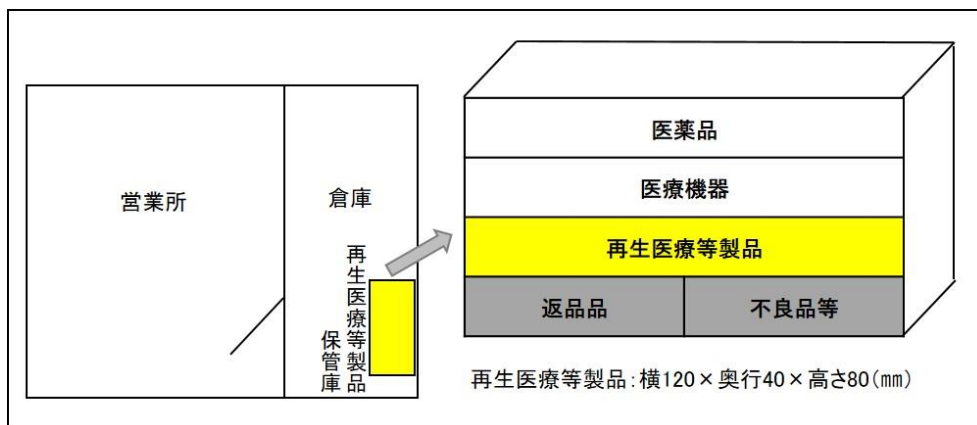 営業所
倉庫
再生医療等製品
保管庫
医薬品
医療機器
再生医療等製品
返品品
不良品等
再生医療等製品：横120×奥行40×高さ80(㎜)